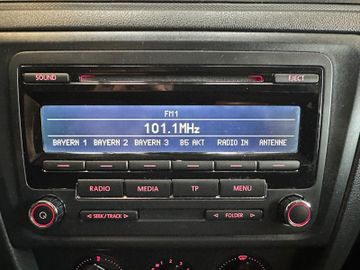 SOUND EJECT
FM1
101.1MHz
BAYERN 1 BAYERN 2 BAYERN 3 B5 AKT RADIO IN ANTENNE
RADIO MEDIA TP MENU
SEEK/TRACK FOLDER